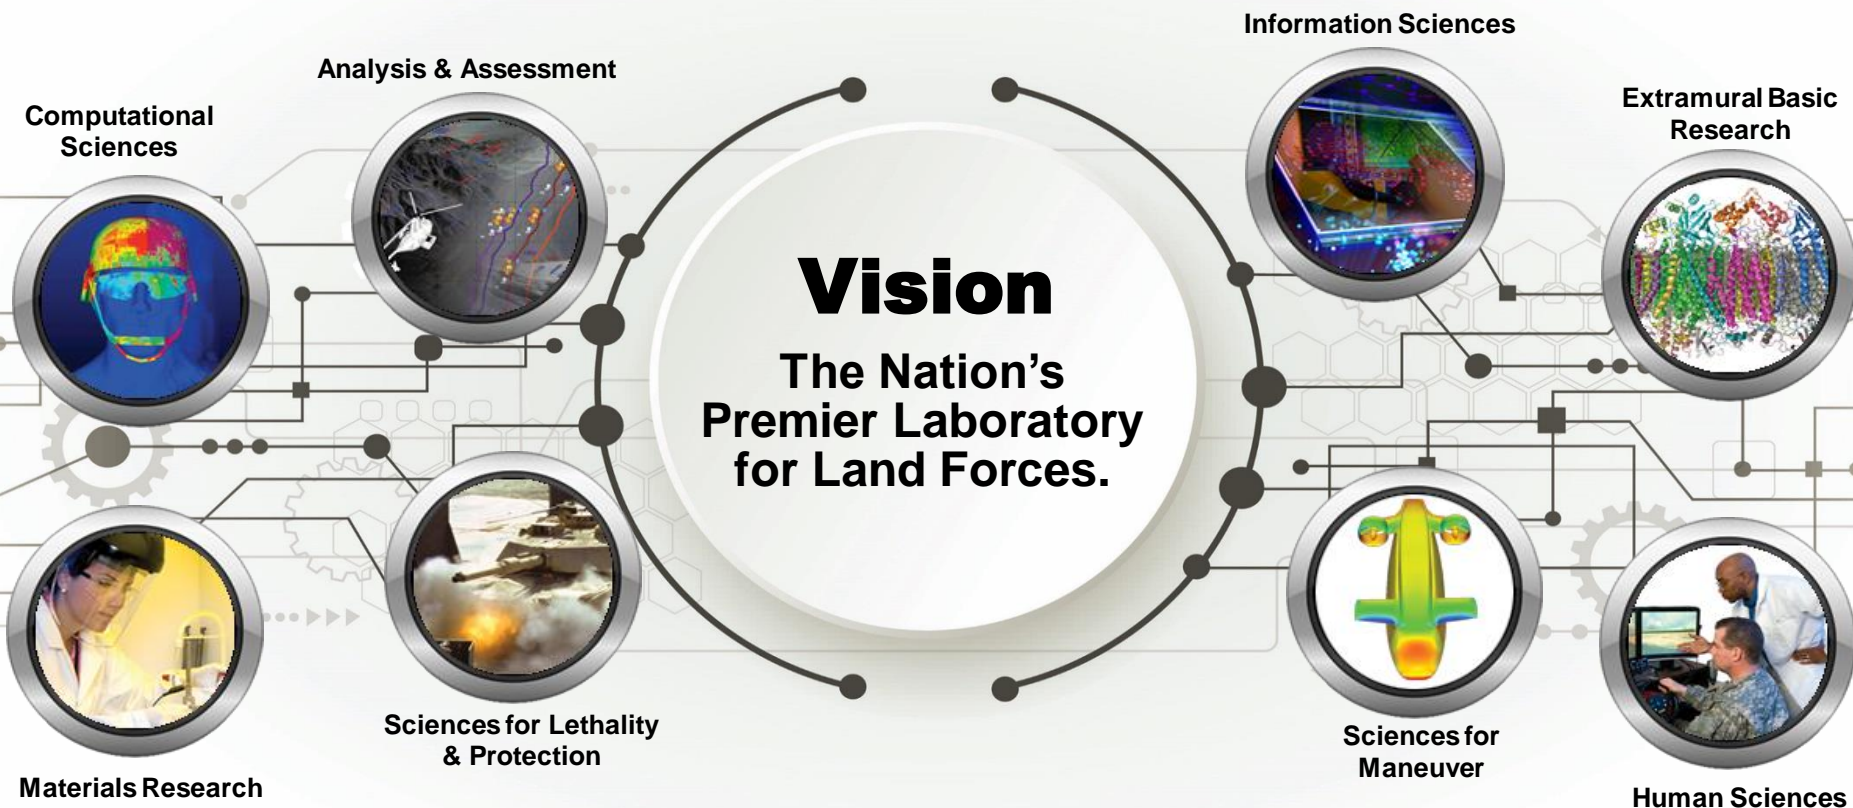 Information Sciences
Analysis & Assessment
Extramural Basic
Research
Computational
Sciences
Vision
The Nation’s
Premier Laboratory
for Land Forces.
Sciences for Lethality
& Protection
Sciences for
Maneuver
Materials Research
Human Sciences